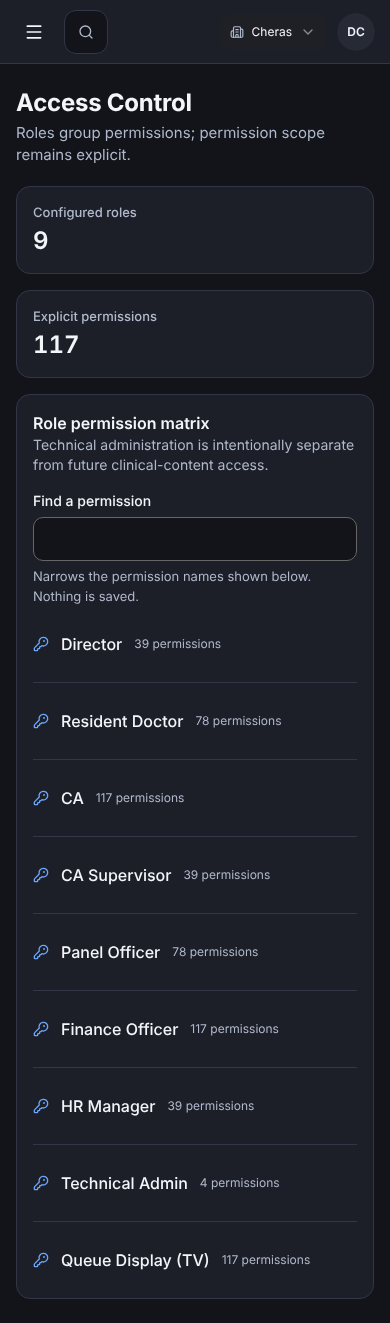 Cheras
DC
Access Control
Roles group permissions; permission scope
remains explicit.
Configured roles
9
Explicit permissions
117
Role permission matrix
Technical administration is intentionally separate
from future clinical-content access.
Find a permission
Narrows the permission names shown below.
Nothing is saved.
Director 39 permissions
Resident Doctor 78 permissions
CA 117 permissions
CA Supervisor 39 permissions
Panel Officer 78 permissions
Finance Officer 117 permissions
HR Manager 39 permissions
Technical Admin 4 permissions
Queue Display (TV) 117 permissions